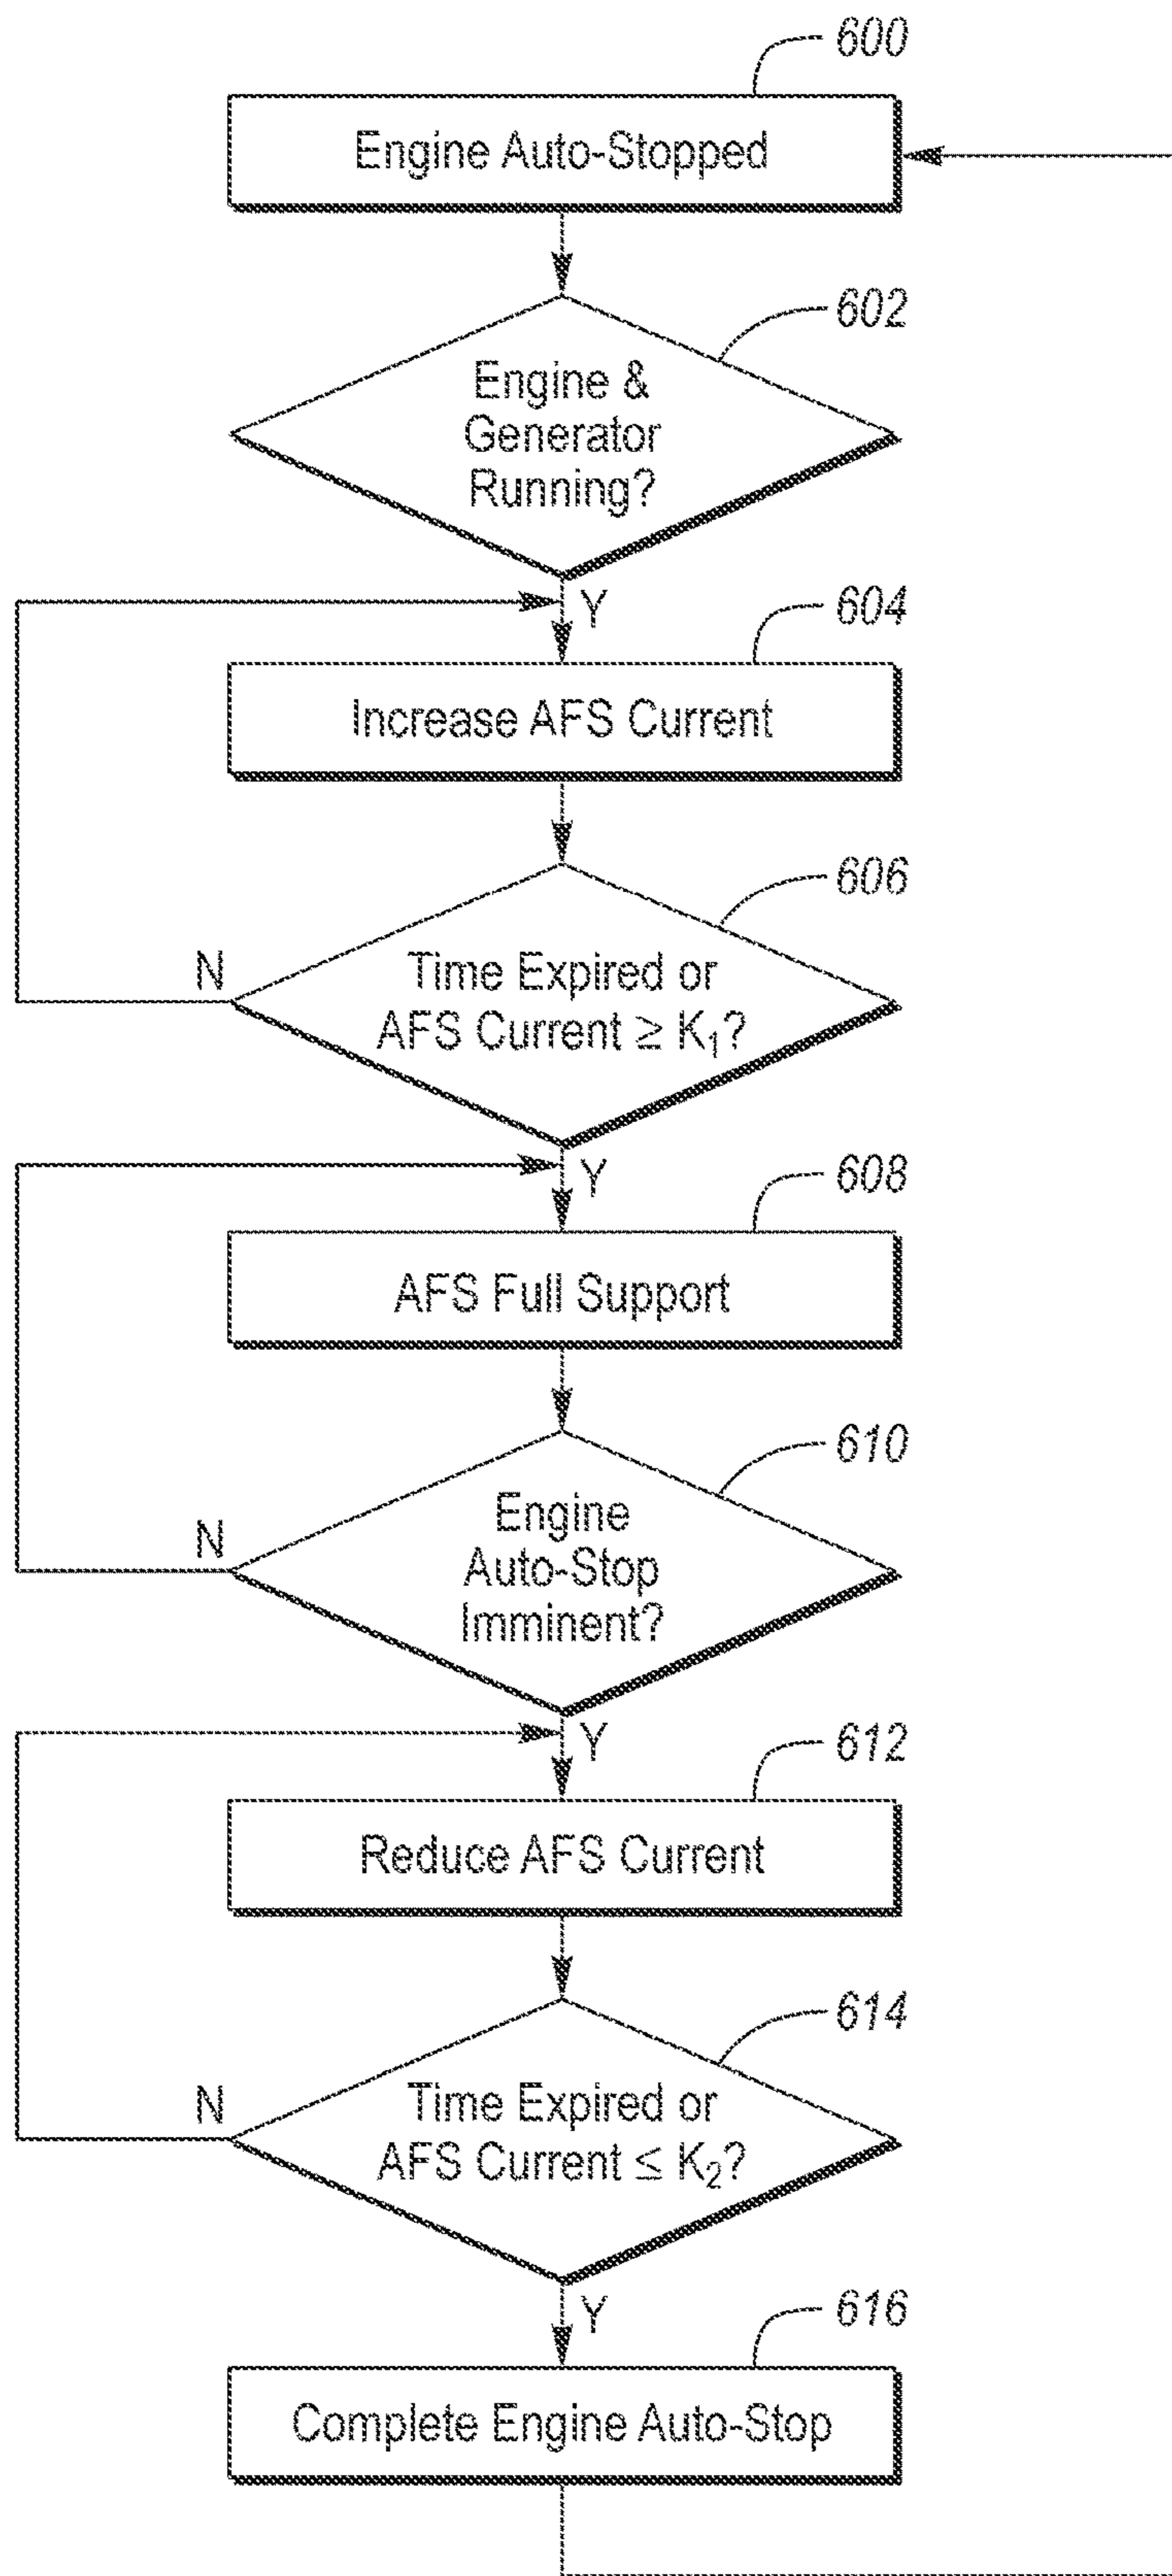 600
Engine Auto-Stopped
602
Engine &
Generator
Running?
Y
604
Increase AFS Current
606
N
Time Expired or
AFS Current ≥ K₁?
Y
608
AFS Full Support
610
N
Engine
Auto-Stop
Imminent?
Y
612
Reduce AFS Current
614
N
Time Expired or
AFS Current ≤ K₂?
Y
616
Complete Engine Auto-Stop